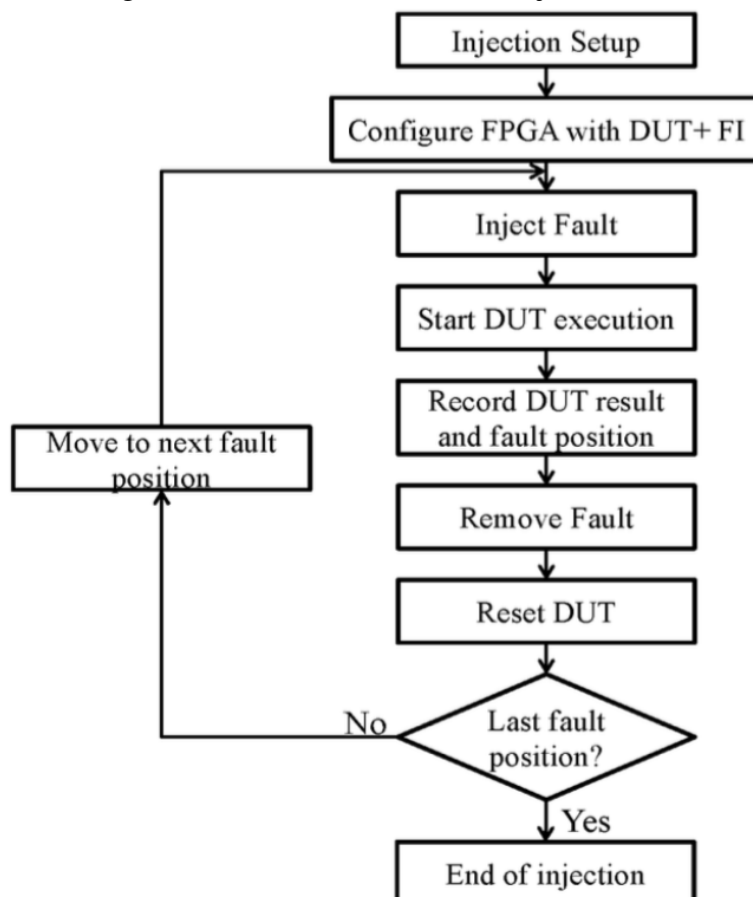 Injection Setup
Configure FPGA with DUT+ FI
Inject Fault
Start DUT execution
Record DUT result
and fault position
Move to next fault
position
Remove Fault
Reset DUT
Last fault
position?
No
Yes
End of injection